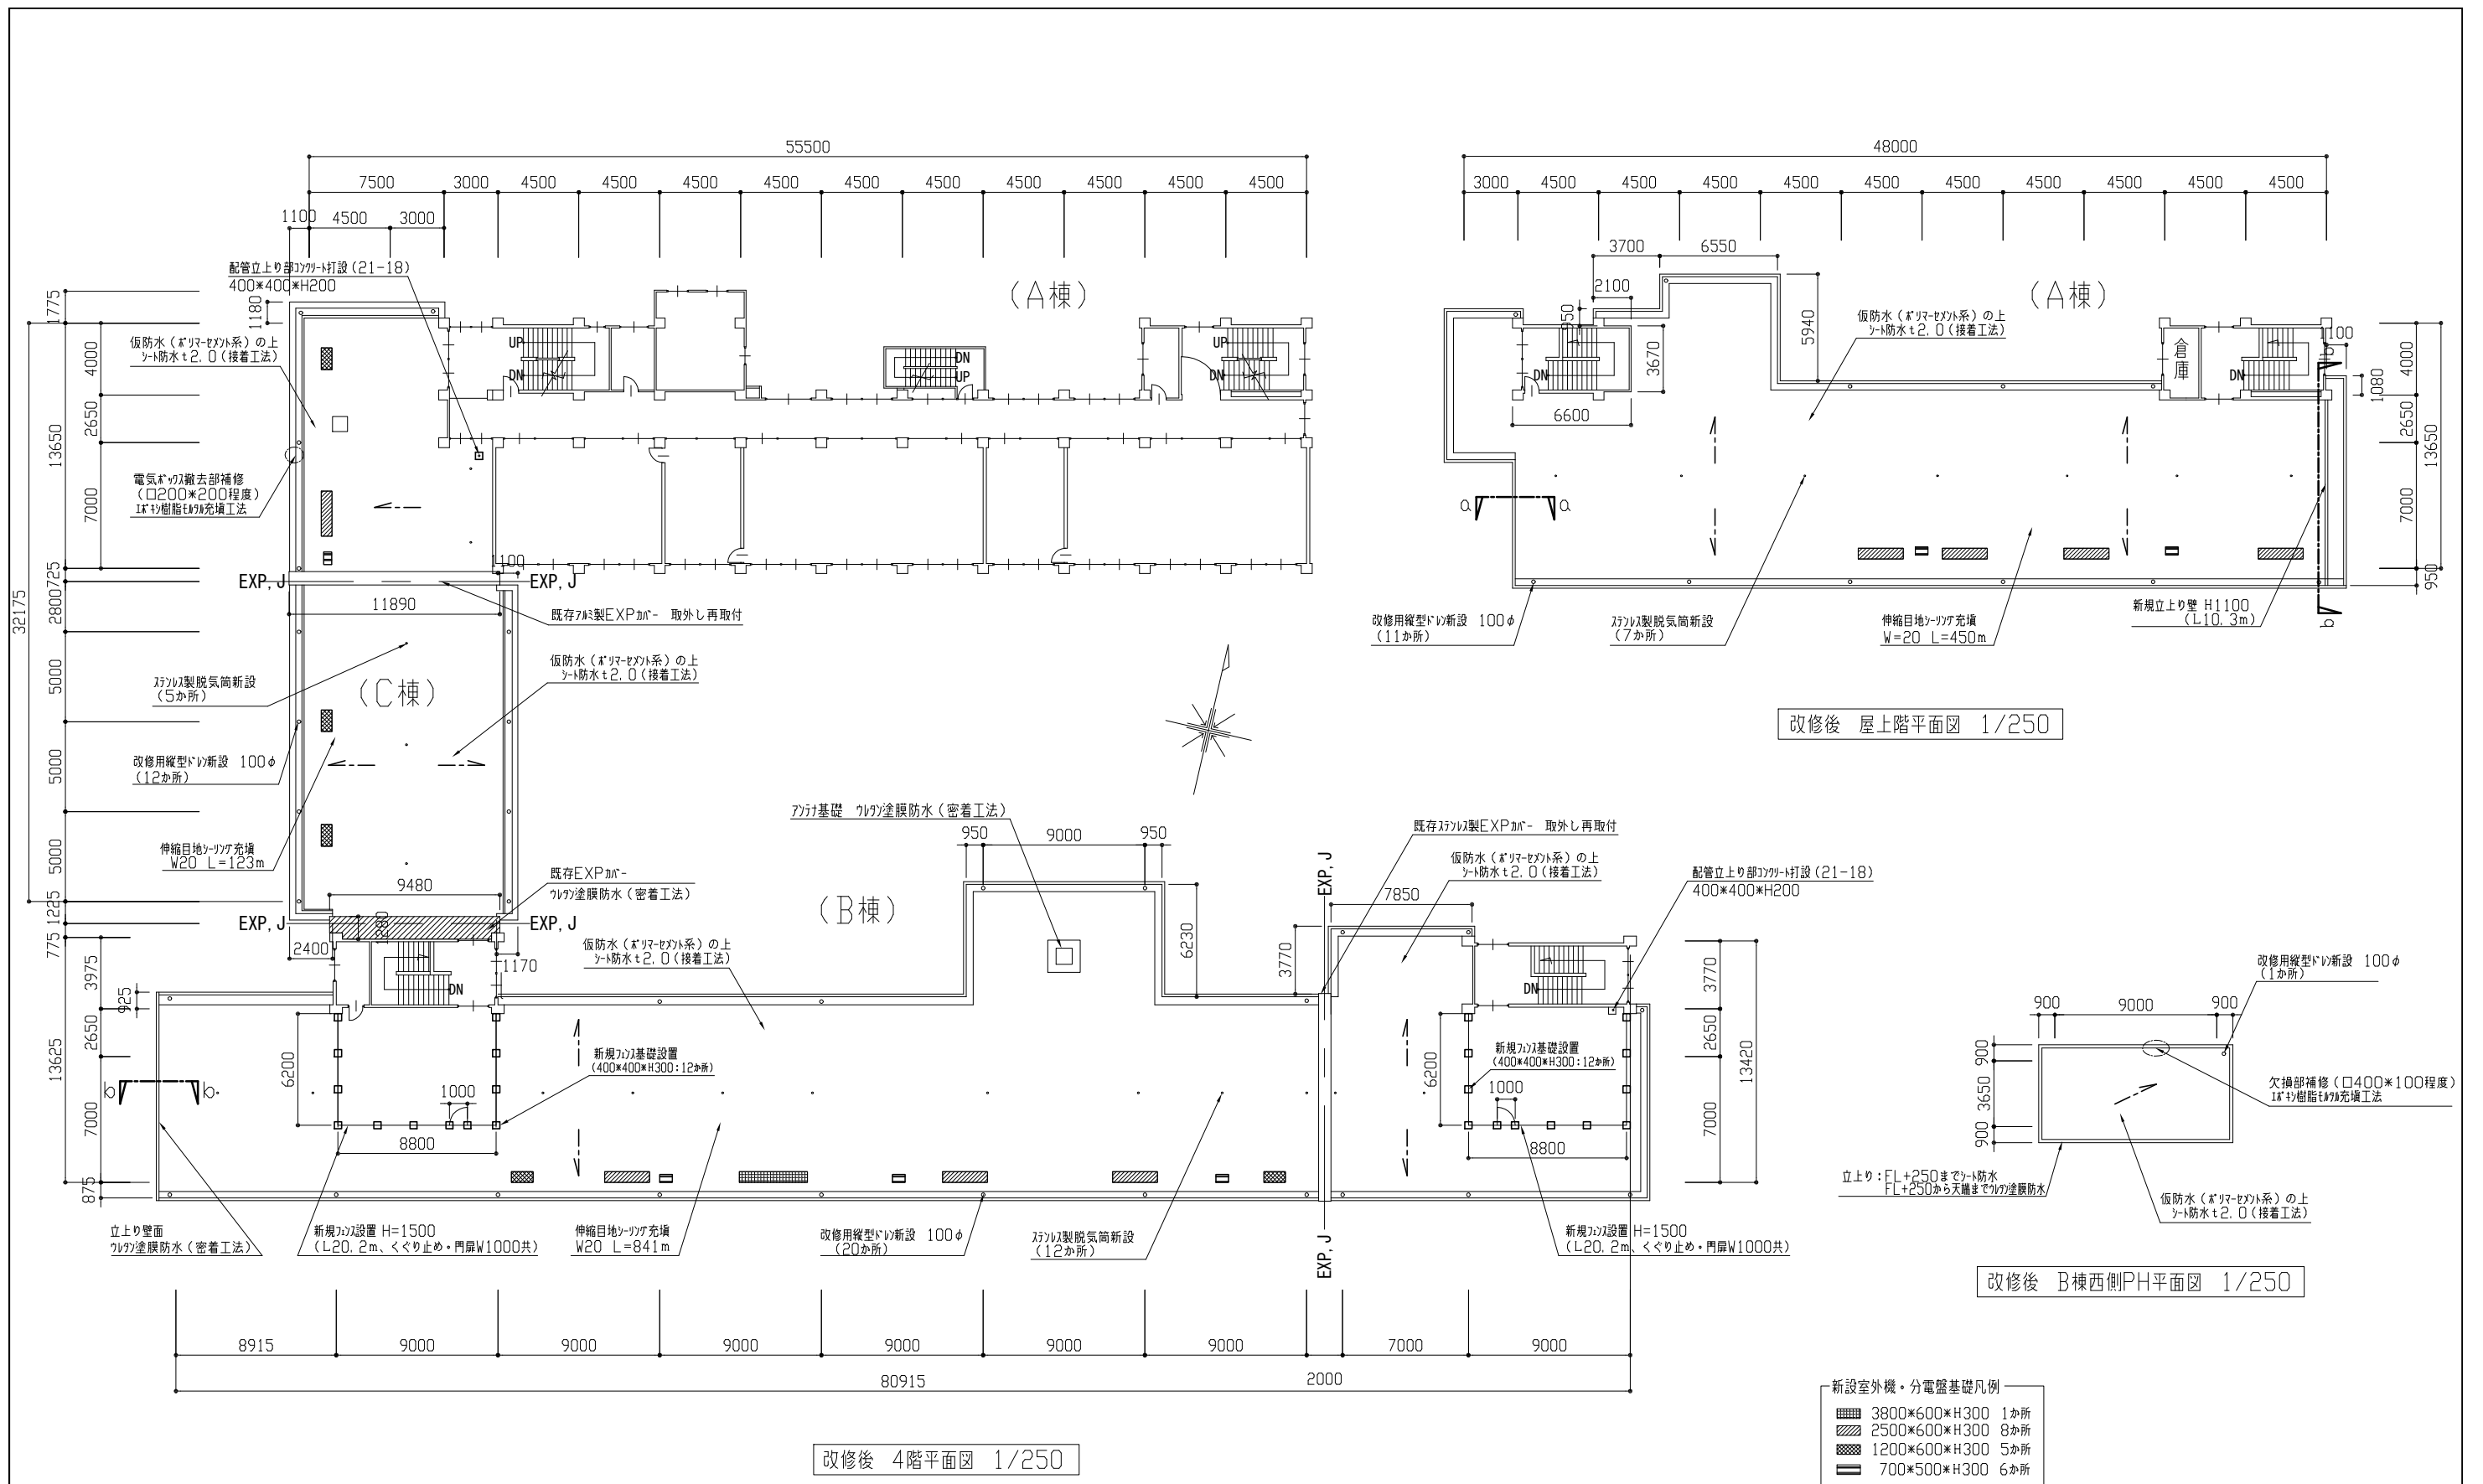 55500
7500 3000 4500 4500 4500 4500 4500 4500 4500 4500 4500 4500
1100 4500 3000
配管立上り部コンクリート打設(21-18)
400*400*H200
(A棟)
1180
仮防水(ポリマーセメント系)の上
シート防水t2.0(接着工法)
UP
DN
DN
UP
UP
DN
電気ボックス撤去部補修
(□200*200程度)
エポキシ樹脂モルタル充填工法
1775
4000
2650
7000
13650
725
2800
5000
5000
5000
1225
32175
775
3975
2650
7000
13625
875
925
1100
EXP,J
EXP,J
11890
既存アルミ製EXPカバー 取外し再取付
仮防水(ポリマーセメント系)の上
シート防水t2.0(接着工法)
ステンレス製脱気筒新設
(5か所)
(C棟)
改修用縦型ドレン新設 100φ
(12か所)
伸縮目地シーリング充填
W20 L=123m
9480
既存EXPカバー
ウレタン塗膜防水(密着工法)
1280
EXP,J
EXP,J
2400
1170
DN
アンテナ基礎 ウレタン塗膜防水(密着工法)
950 9000 950
(B棟)
6230
仮防水(ポリマーセメント系)の上
シート防水t2.0(接着工法)
既存ステンレス製EXPカバー 取外し再取付
EXP,J
仮防水(ポリマーセメント系)の上
シート防水t2.0(接着工法)
7850
3770
配管立上り部コンクリート打設(21-18)
400*400*H200
DN
3770
2650
7000
13420
6200
新規フェンス基礎設置
(400*400*H300:12か所)
1000
8800
b
b
6200
新規フェンス基礎設置
(400*400*H300:12か所)
1000
8800
立上り壁面
ウレタン塗膜防水(密着工法)
新規フェンス設置 H=1500
(L20.2m、くぐり止め・門扉W1000共)
伸縮目地シーリング充填
W20 L=841m
改修用縦型ドレン新設 100φ
(20か所)
ステンレス製脱気筒新設
(12か所)
EXP,J
新規フェンス設置 H=1500
(L20.2m、くぐり止め・門扉W1000共)
8915 9000 9000 9000 9000 9000 9000 7000 9000
80915
2000
改修後 4階平面図 1/250
48000
3000 4500 4500 4500 4500 4500 4500 4500 4500 4500 4500
3700 6550
2100
950
5940
(A棟)
仮防水(ポリマーセメント系)の上
シート防水t2.0(接着工法)
3670
DN
6600
倉庫
DN
1100
b
1080
4000
2650
7000
13650
950
a
a
改修用縦型ドレン新設 100φ
(11か所)
ステンレス製脱気筒新設
(7か所)
伸縮目地シーリング充填
W=20 L=450m
新規立上り壁 H1100
(L10.3m)
b
改修後 屋上階平面図 1/250
改修用縦型ドレン新設 100φ
(1か所)
900 9000 900
900
3650
900
欠損部補修(□400*100程度)
エポキシ樹脂モルタル充填工法
立上り:FL+250までシート防水
FL+250から天端までウレタン塗膜防水
仮防水(ポリマーセメント系)の上
シート防水t2.0(接着工法)
改修後 B棟西側PH平面図 1/250
新設室外機・分電盤基礎凡例
3800*600*H300 1か所
2500*600*H300 8か所
1200*600*H300 5か所
700*500*H300 6か所